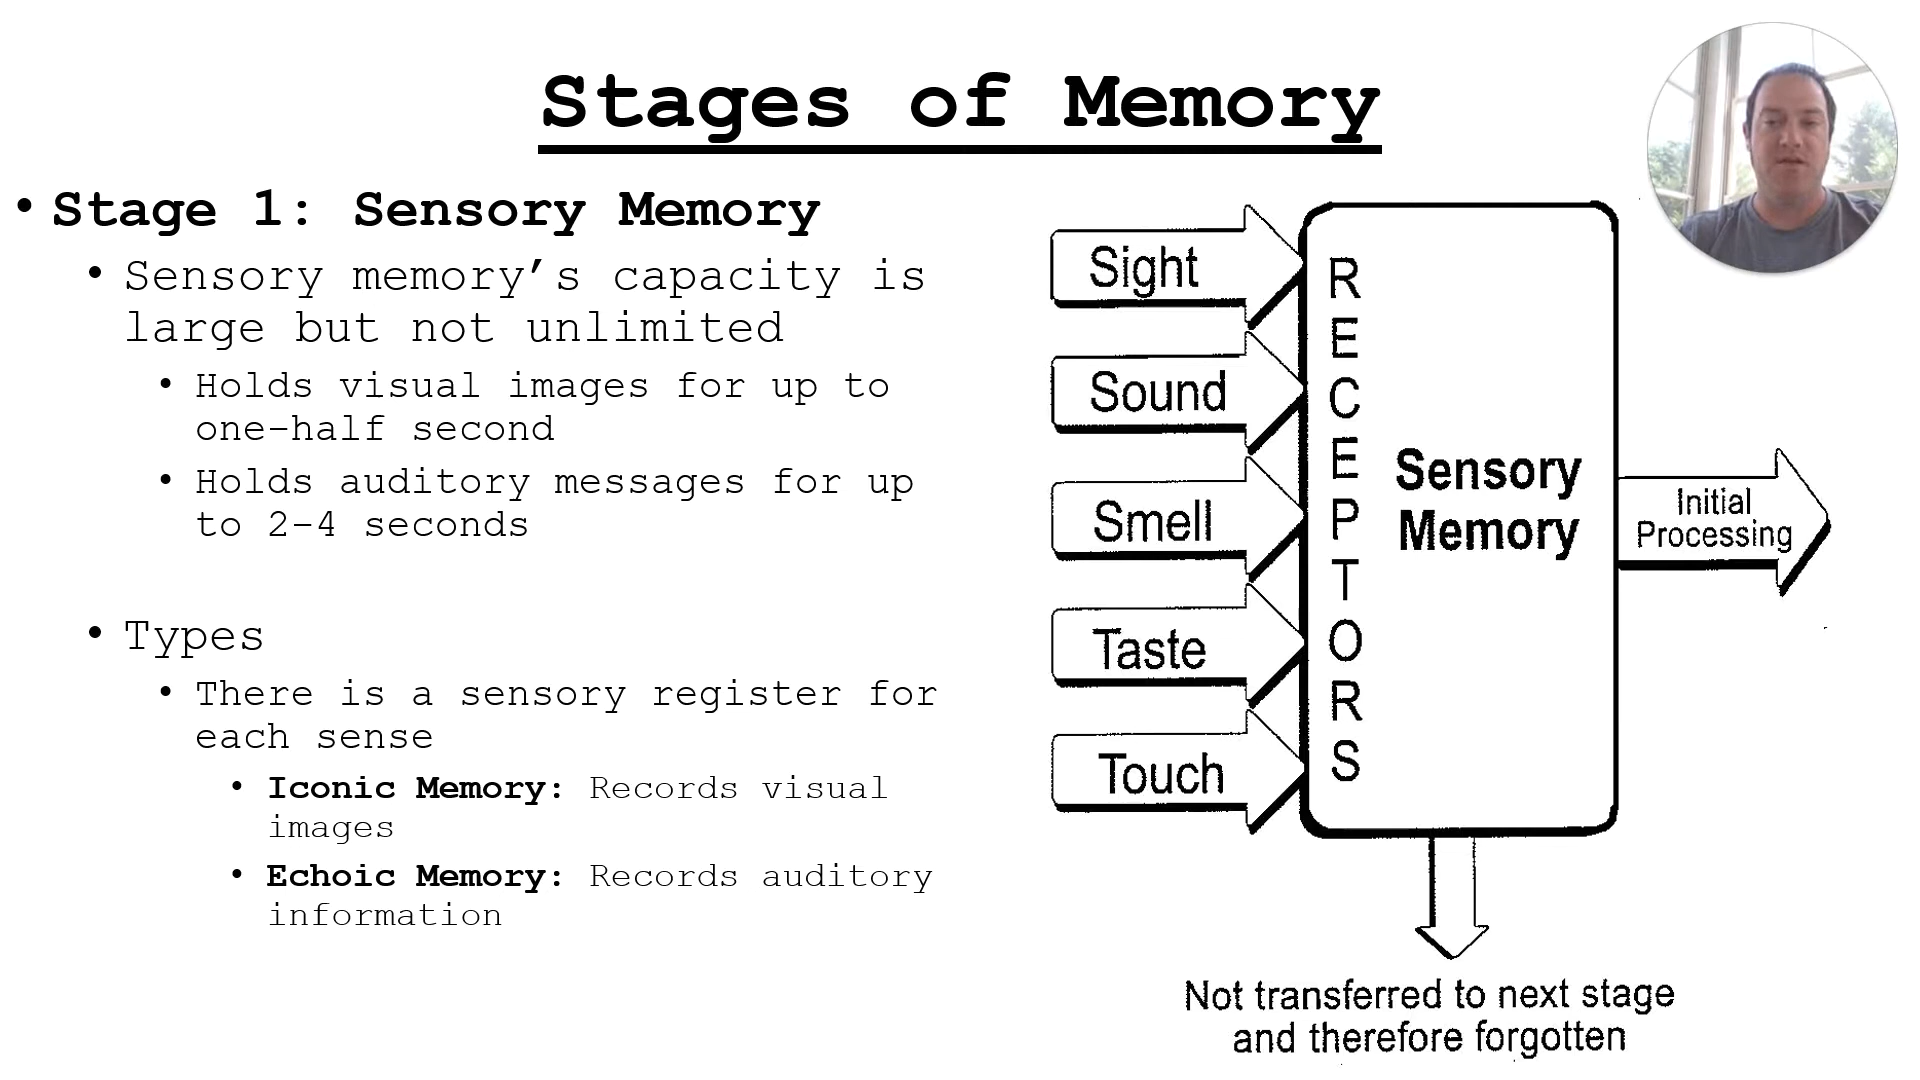 Stages of Memory
• Stage 1: Sensory Memory
• Sensory memory’s capacity is
large but not unlimited
• Holds visual images for up to
one-half second
• Holds auditory messages for up
to 2-4 seconds
• Types
• There is a sensory register for
each sense
• Iconic Memory: Records visual
images
• Echoic Memory: Records auditory
information
Sight
Sound
Smell
Taste
Touch
RECEPTORS
Sensory
Memory
Initial
Processing
Not transferred to next stage
and therefore forgotten